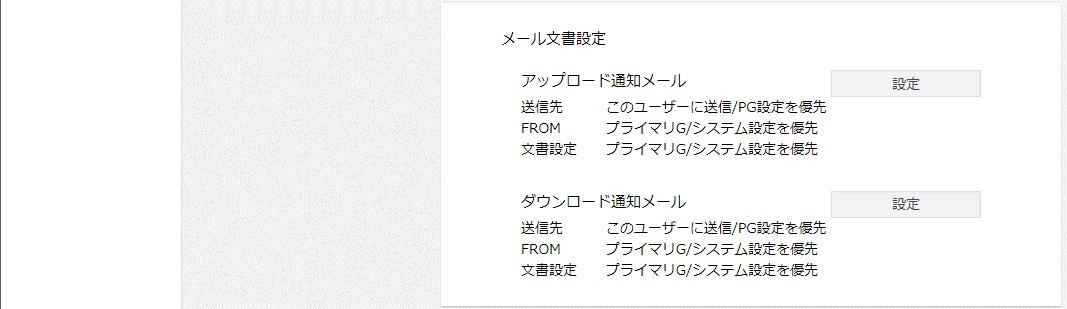 メール文書設定
アップロード通知メール 設定
送信先 このユーザーに送信/PG設定を優先
FROM プライマリG/システム設定を優先
文書設定 プライマリG/システム設定を優先
ダウンロード通知メール 設定
送信先 このユーザーに送信/PG設定を優先
FROM プライマリG/システム設定を優先
文書設定 プライマリG/システム設定を優先